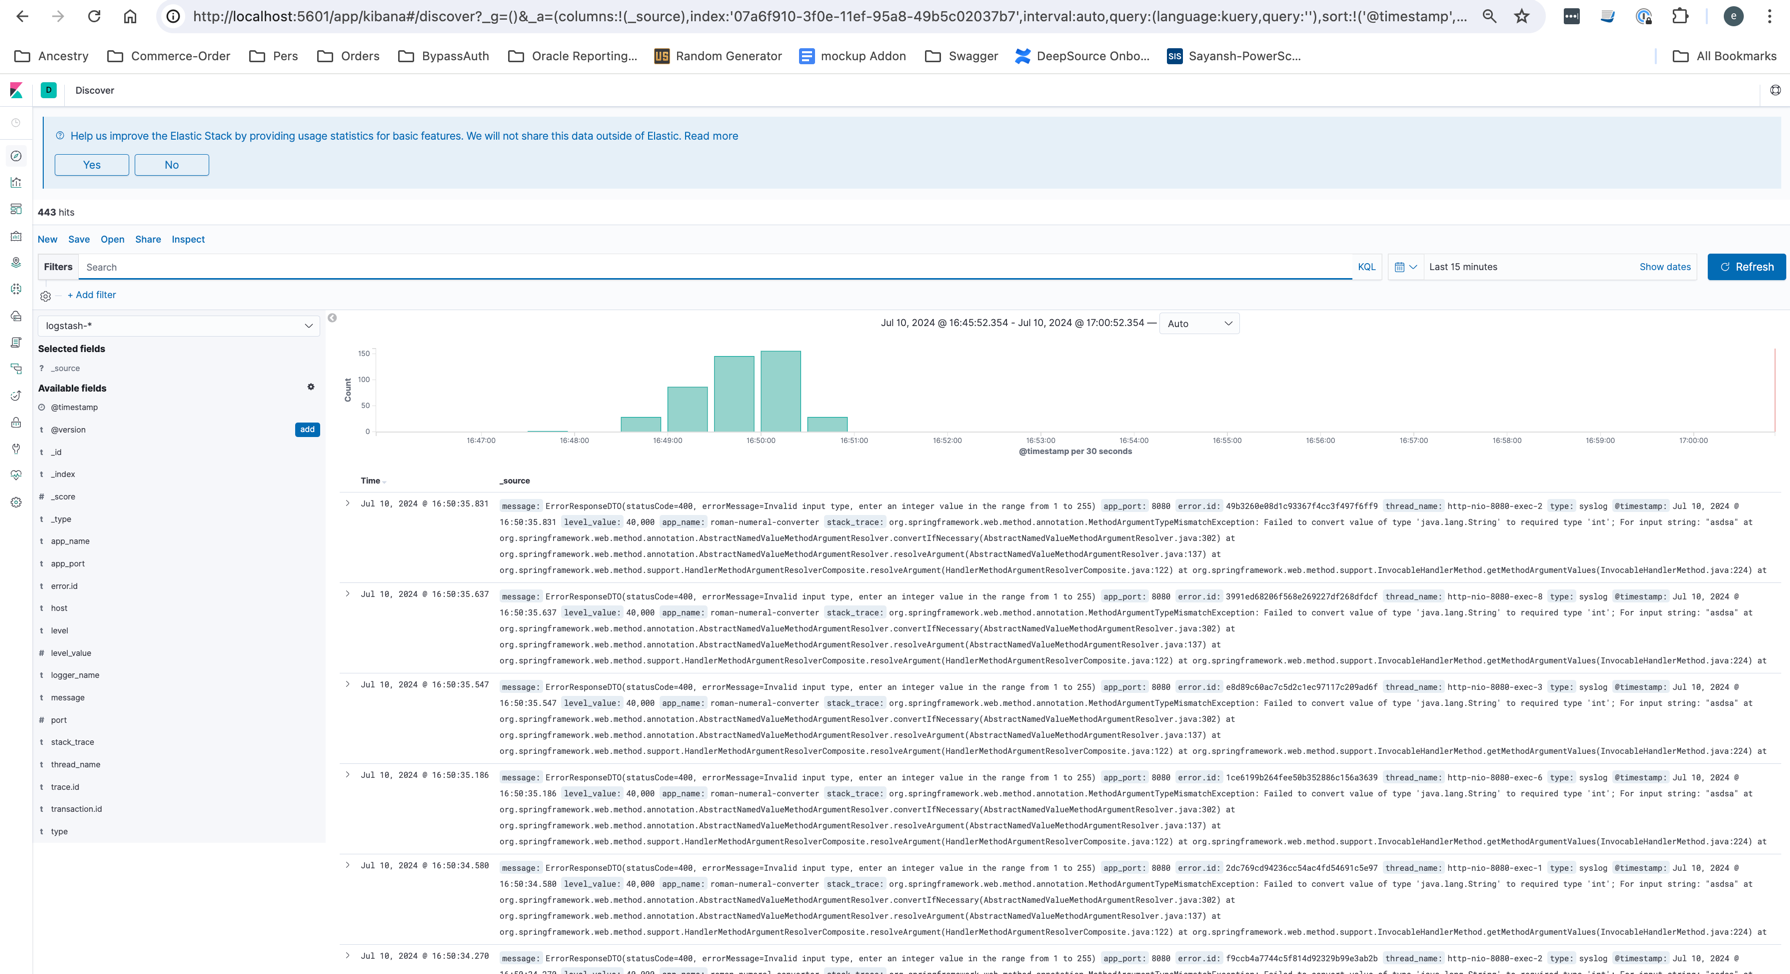 http://localhost:5601/app/kibana#/discover?_g=()&_a=(columns:!(_source),index:'07a6f910-3f0e-11ef-95a8-49b5c02037b7',interval:auto,query:(language:kuery,query:''),sort:!('@timestamp',...
e
Ancestry Commerce-Order Pers Orders BypassAuth Oracle Reporting... US Random Generator mockup Addon Swagger DeepSource Onbo... SIS Sayansh-PowerSc... All Bookmarks
D Discover
Help us improve the Elastic Stack by providing usage statistics for basic features. We will not share this data outside of Elastic. Read more
Yes No
443 hits
New Save Open Share Inspect
Filters Search KQL Last 15 minutes Show dates Refresh
+ Add filter
logstash-*
Selected fields
? _source
Available fields
@timestamp
t @version add
t _id
t _index
# _score
t _type
t app_name
t app_port
t error.id
t host
t level
# level_value
t logger_name
t message
# port
t stack_trace
t thread_name
t trace.id
t transaction.id
t type
Jul 10, 2024 @ 16:45:52.354 - Jul 10, 2024 @ 17:00:52.354 — Auto
Count
150
100
50
0
16:47:00 16:48:00 16:49:00 16:50:00 16:51:00 16:52:00 16:53:00 16:54:00 16:55:00 16:56:00 16:57:00 16:58:00 16:59:00 17:00:00
@timestamp per 30 seconds
Time _source
Jul 10, 2024 @ 16:50:35.831 message: ErrorResponseDTO(statusCode=400, errorMessage=Invalid input type, enter an integer value in the range from 1 to 255) app_port: 8080 error.id: 49b3260e08d1c93367f4cc3f497f6ff9 thread_name: http-nio-8080-exec-2 type: syslog @timestamp: Jul 10, 2024 @
16:50:35.831 level_value: 40,000 app_name: roman-numeral-converter stack_trace: org.springframework.web.method.annotation.MethodArgumentTypeMismatchException: Failed to convert value of type 'java.lang.String' to required type 'int'; For input string: "asdsa" at
org.springframework.web.method.annotation.AbstractNamedValueMethodArgumentResolver.convertIfNecessary(AbstractNamedValueMethodArgumentResolver.java:302) at
org.springframework.web.method.annotation.AbstractNamedValueMethodArgumentResolver.resolveArgument(AbstractNamedValueMethodArgumentResolver.java:137) at
org.springframework.web.method.support.HandlerMethodArgumentResolverComposite.resolveArgument(HandlerMethodArgumentResolverComposite.java:122) at org.springframework.web.method.support.InvocableHandlerMethod.getMethodArgumentValues(InvocableHandlerMethod.java:224) at
Jul 10, 2024 @ 16:50:35.637 message: ErrorResponseDTO(statusCode=400, errorMessage=Invalid input type, enter an integer value in the range from 1 to 255) app_port: 8080 error.id: 3991ed68206f568e269227df268dfdcf thread_name: http-nio-8080-exec-8 type: syslog @timestamp: Jul 10, 2024 @
16:50:35.637 level_value: 40,000 app_name: roman-numeral-converter stack_trace: org.springframework.web.method.annotation.MethodArgumentTypeMismatchException: Failed to convert value of type 'java.lang.String' to required type 'int'; For input string: "asdsa" at
org.springframework.web.method.annotation.AbstractNamedValueMethodArgumentResolver.convertIfNecessary(AbstractNamedValueMethodArgumentResolver.java:302) at
org.springframework.web.method.annotation.AbstractNamedValueMethodArgumentResolver.resolveArgument(AbstractNamedValueMethodArgumentResolver.java:137) at
org.springframework.web.method.support.HandlerMethodArgumentResolverComposite.resolveArgument(HandlerMethodArgumentResolverComposite.java:122) at org.springframework.web.method.support.InvocableHandlerMethod.getMethodArgumentValues(InvocableHandlerMethod.java:224) at
Jul 10, 2024 @ 16:50:35.547 message: ErrorResponseDTO(statusCode=400, errorMessage=Invalid input type, enter an integer value in the range from 1 to 255) app_port: 8080 error.id: e8d89c60ac7c5d2c1ec97117c209ad6f thread_name: http-nio-8080-exec-3 type: syslog @timestamp: Jul 10, 2024 @
16:50:35.547 level_value: 40,000 app_name: roman-numeral-converter stack_trace: org.springframework.web.method.annotation.MethodArgumentTypeMismatchException: Failed to convert value of type 'java.lang.String' to required type 'int'; For input string: "asdsa" at
org.springframework.web.method.annotation.AbstractNamedValueMethodArgumentResolver.convertIfNecessary(AbstractNamedValueMethodArgumentResolver.java:302) at
org.springframework.web.method.annotation.AbstractNamedValueMethodArgumentResolver.resolveArgument(AbstractNamedValueMethodArgumentResolver.java:137) at
org.springframework.web.method.support.HandlerMethodArgumentResolverComposite.resolveArgument(HandlerMethodArgumentResolverComposite.java:122) at org.springframework.web.method.support.InvocableHandlerMethod.getMethodArgumentValues(InvocableHandlerMethod.java:224) at
Jul 10, 2024 @ 16:50:35.186 message: ErrorResponseDTO(statusCode=400, errorMessage=Invalid input type, enter an integer value in the range from 1 to 255) app_port: 8080 error.id: 1ce6199b264fee50b352886c156a3639 thread_name: http-nio-8080-exec-6 type: syslog @timestamp: Jul 10, 2024 @
16:50:35.186 level_value: 40,000 app_name: roman-numeral-converter stack_trace: org.springframework.web.method.annotation.MethodArgumentTypeMismatchException: Failed to convert value of type 'java.lang.String' to required type 'int'; For input string: "asdsa" at
org.springframework.web.method.annotation.AbstractNamedValueMethodArgumentResolver.convertIfNecessary(AbstractNamedValueMethodArgumentResolver.java:302) at
org.springframework.web.method.annotation.AbstractNamedValueMethodArgumentResolver.resolveArgument(AbstractNamedValueMethodArgumentResolver.java:137) at
org.springframework.web.method.support.HandlerMethodArgumentResolverComposite.resolveArgument(HandlerMethodArgumentResolverComposite.java:122) at org.springframework.web.method.support.InvocableHandlerMethod.getMethodArgumentValues(InvocableHandlerMethod.java:224) at
Jul 10, 2024 @ 16:50:34.580 message: ErrorResponseDTO(statusCode=400, errorMessage=Invalid input type, enter an integer value in the range from 1 to 255) app_port: 8080 error.id: 2dc769cd94236cc54ac4fd54691c5e97 thread_name: http-nio-8080-exec-1 type: syslog @timestamp: Jul 10, 2024 @
16:50:34.580 level_value: 40,000 app_name: roman-numeral-converter stack_trace: org.springframework.web.method.annotation.MethodArgumentTypeMismatchException: Failed to convert value of type 'java.lang.String' to required type 'int'; For input string: "asdsa" at
org.springframework.web.method.annotation.AbstractNamedValueMethodArgumentResolver.convertIfNecessary(AbstractNamedValueMethodArgumentResolver.java:302) at
org.springframework.web.method.annotation.AbstractNamedValueMethodArgumentResolver.resolveArgument(AbstractNamedValueMethodArgumentResolver.java:137) at
org.springframework.web.method.support.HandlerMethodArgumentResolverComposite.resolveArgument(HandlerMethodArgumentResolverComposite.java:122) at org.springframework.web.method.support.InvocableHandlerMethod.getMethodArgumentValues(InvocableHandlerMethod.java:224) at
Jul 10, 2024 @ 16:50:34.270 message: ErrorResponseDTO(statusCode=400, errorMessage=Invalid input type, enter an integer value in the range from 1 to 255) app_port: 8080 error.id: f9ccb4a7744c5f814d92329b99e3ab2b thread_name: http-nio-8080-exec-2 type: syslog @timestamp: Jul 10, 2024 @